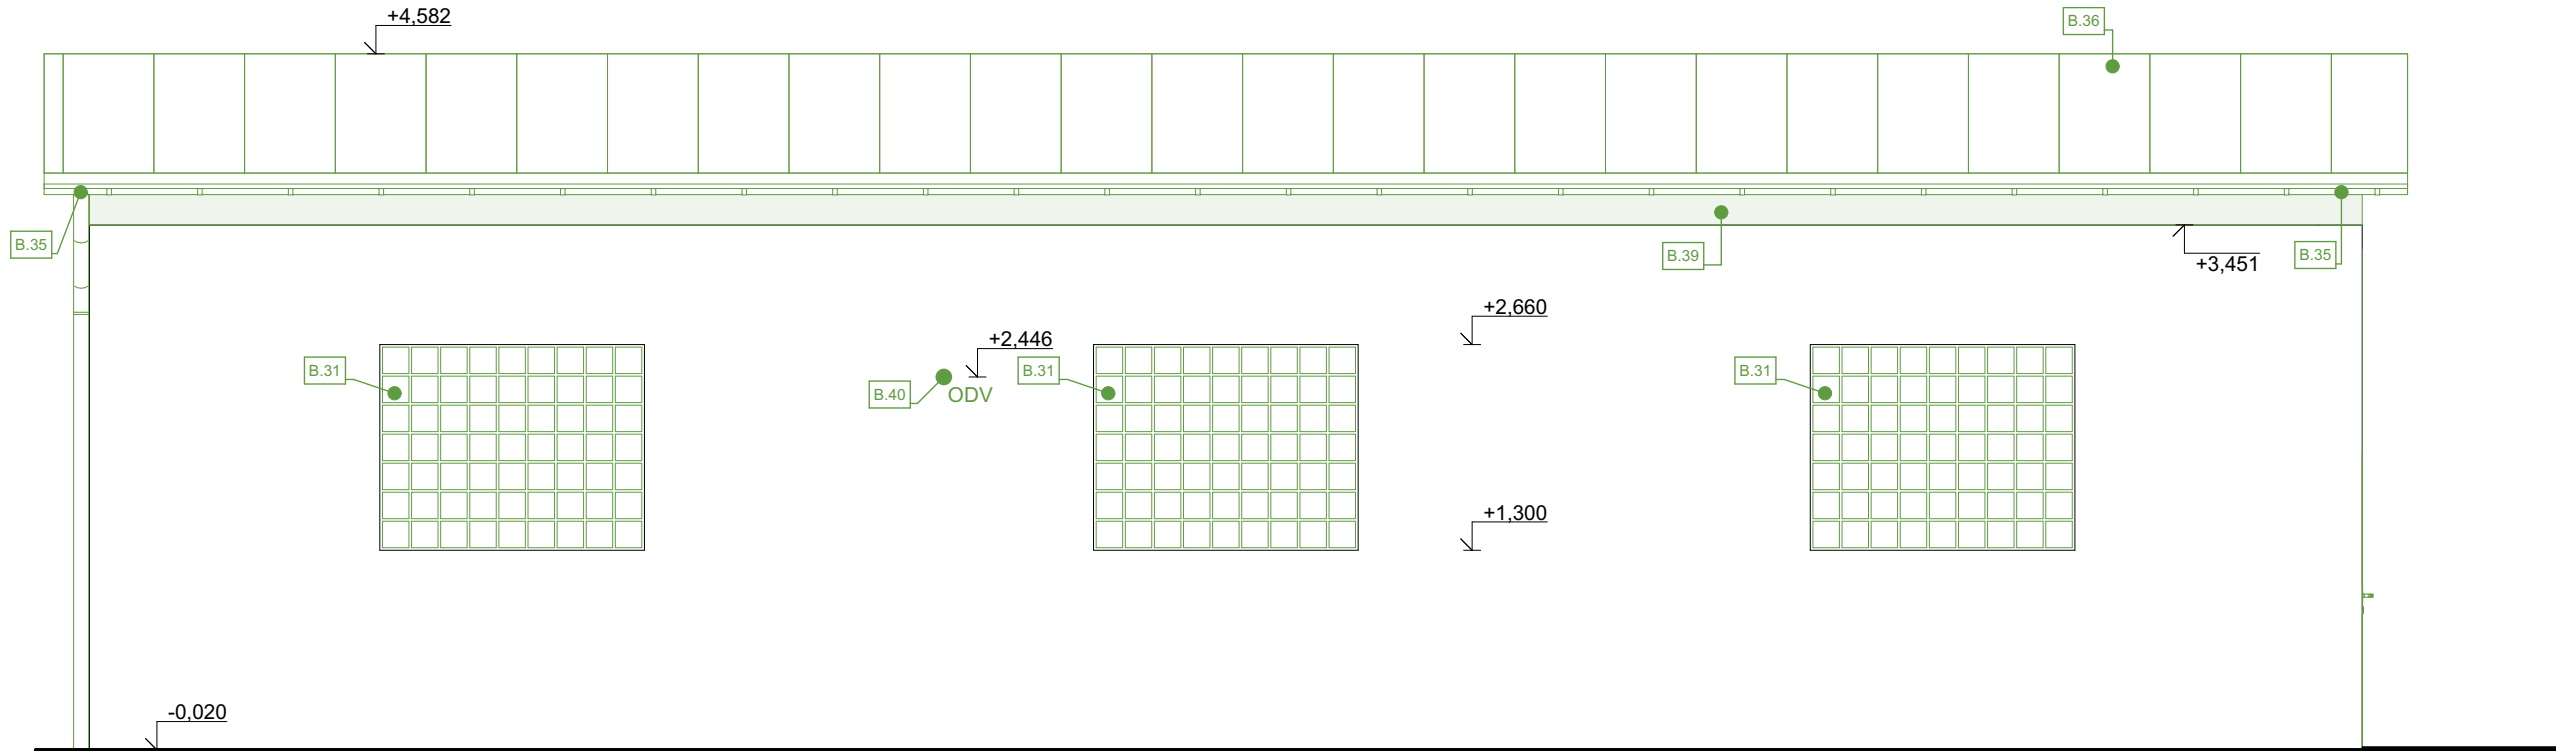 +4,582
B.36
B.35
B.39
B.35
+3,451
+2,660
+2,446
B.31
B.31
B.31
B.40
ODV
+1,300
-0,020